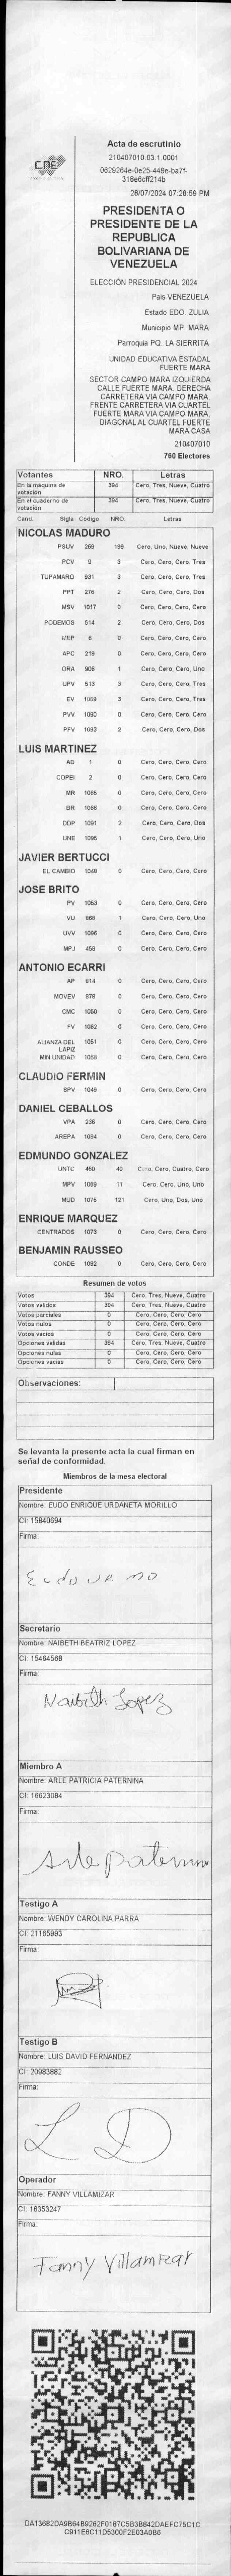 CNE
Acta de escrutinio
210407010.03.1.0001
0629264e-0e25-449e-ba7f-
318e6cff214b
28/07/2024 07:28:59 PM
PRESIDENTA O
PRESIDENTE DE LA
REPUBLICA
BOLIVARIANA DE
VENEZUELA
ELECCIÓN PRESIDENCIAL 2024
Pais VENEZUELA
Estado EDO. ZULIA
Municipio MP. MARA
Parroquia PQ. LA SIERRITA
UNIDAD EDUCATIVA ESTADAL
FUERTE MARA
SECTOR CAMPO MARA IZQUIERDA
CALLE FUERTE MARA. DERECHA
CARRETERA VIA CAMPO MARA.
FRENTE CARRETERA VIA CUARTEL
FUERTE MARA VIA CAMPO MARA,
DIAGONAL AL CUARTEL FUERTE
MARA CASA
210407010
760 Electores
Votantes NRO. Letras
En la máquina de votación 394 Cero, Tres, Nueve, Cuatro
En el cuaderno de votación 394 Cero, Tres, Nueve, Cuatro
Cand. Sigla Codigo NRO. Letras
NICOLAS MADURO
PSUV 269 199 Cero, Uno, Nueve, Nueve
PCV 9 3 Cero, Cero, Cero, Tres
TUPAMARO 931 3 Cero, Cero, Cero, Tres
PPT 276 2 Cero, Cero, Cero, Dos
MSV 1017 0 Cero, Cero, Cero, Cero
PODEMOS 514 2 Cero, Cero, Cero, Dos
MEP 6 0 Cero, Cero, Cero, Cero
APC 219 0 Cero, Cero, Cero, Cero
ORA 906 1 Cero, Cero, Cero, Uno
UPV 513 3 Cero, Cero, Cero, Tres
EV 1089 3 Cero, Cero, Cero, Tres
PVV 1090 0 Cero, Cero, Cero, Cero
PFV 1093 2 Cero, Cero, Cero, Dos
LUIS MARTINEZ
AD 1 0 Cero, Cero, Cero, Cero
COPEI 2 0 Cero, Cero, Cero, Cero
MR 1065 0 Cero, Cero, Cero, Cero
BR 1066 0 Cero, Cero, Cero, Cero
DDP 1091 2 Cero, Cero, Cero, Dos
UNE 1095 1 Cero, Cero, Cero, Uno
JAVIER BERTUCCI
EL CAMBIO 1048 0 Cero, Cero, Cero, Cero
JOSE BRITO
PV 1053 0 Cero, Cero, Cero, Cero
VU 968 1 Cero, Cero, Cero, Uno
UVV 1096 0 Cero, Cero, Cero, Cero
MPJ 458 0 Cero, Cero, Cero, Cero
ANTONIO ECARRI
AP 814 0 Cero, Cero, Cero, Cero
MOVEV 878 0 Cero, Cero, Cero, Cero
CMC 1050 0 Cero, Cero, Cero, Cero
FV 1062 0 Cero, Cero, Cero, Cero
ALIANZA DEL LAPIZ 1051 0 Cero, Cero, Cero, Cero
MIN UNIDAD 1058 0 Cero, Cero, Cero, Cero
CLAUDIO FERMIN
SPV 1049 0 Cero, Cero, Cero, Cero
DANIEL CEBALLOS
VPA 236 0 Cero, Cero, Cero, Cero
AREPA 1094 0 Cero, Cero, Cero, Cero
EDMUNDO GONZALEZ
UNTC 460 40 Cero, Cero, Cuatro, Cero
MPV 1069 11 Cero, Cero, Uno, Uno
MUD 1076 121 Cero, Uno, Dos, Uno
ENRIQUE MARQUEZ
CENTRADOS 1073 0 Cero, Cero, Cero, Cero
BENJAMIN RAUSSEO
CONDE 1092 0 Cero, Cero, Cero, Cero
Resumen de votos
Votos 394 Cero, Tres, Nueve, Cuatro
Votos validos 394 Cero, Tres, Nueve, Cuatro
Votos parciales 0 Cero, Cero, Cero, Cero
Votos nulos 0 Cero, Cero, Cero, Cero
Votos vacios 0 Cero, Cero, Cero, Cero
Opciones validas 394 Cero, Tres, Nueve, Cuatro
Opciones nulas 0 Cero, Cero, Cero, Cero
Opciones vacias 0 Cero, Cero, Cero, Cero
Observaciones:
Se levanta la presente acta la cual firman en
señal de conformidad.
Miembros de la mesa electoral
Presidente
Nombre: EUDO ENRIQUE URDANETA MORILLO
CI: 15840694
Firma:
Secretario
Nombre: NAIBETH BEATRIZ LOPEZ
CI: 15464568
Firma:
Naibeth Lopez
Miembro A
Nombre: ARLE PATRICIA PATERNINA
CI: 16623084
Firma:
Arle paternina
Testigo A
Nombre: WENDY CAROLINA PARRA
CI: 21165993
Firma:
Testigo B
Nombre: LUIS DAVID FERNANDEZ
CI: 20983882
Firma:
L D
Operador
Nombre: FANNY VILLAMIZAR
CI: 16353247
Firma:
Fanny Villamizar
DA13682DA9B64B9262F0187C5B3B842DAEFC75C1C
C911E6C11D5300F2E03A0B6